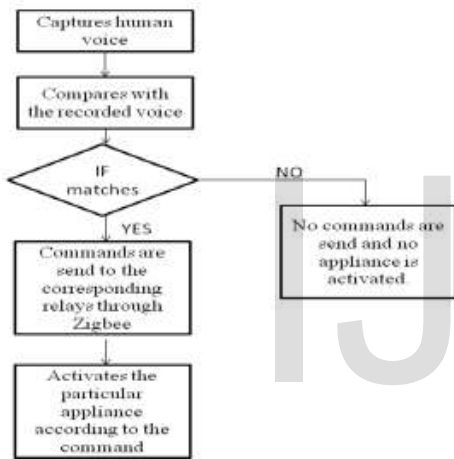 Captures human
voice
Compares with
the recorded voice
IF
matches
NO
YES
No commands are
send and no
appliance is
activated.
Commands are
send to the
corresponding
relays through
Zigbee
Activates the
particular
appliance
according to the
command
IJ